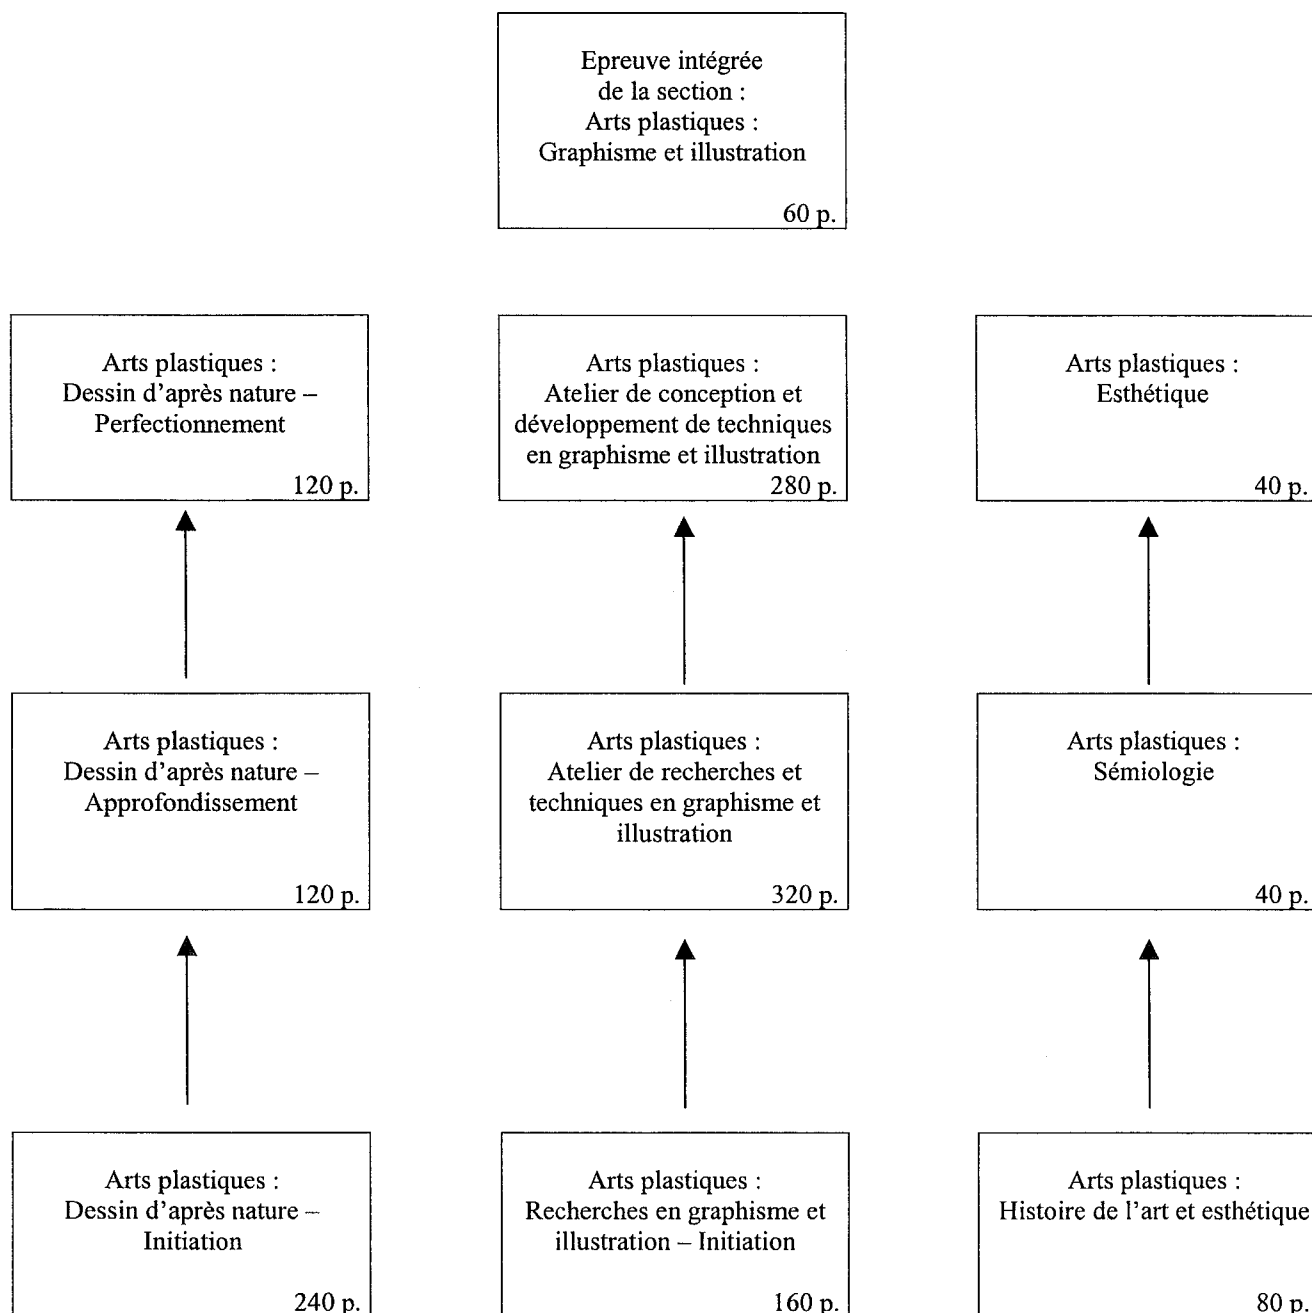 Epreuve intégrée
de la section :
Arts plastiques :
Graphisme et illustration
60 p.
Arts plastiques :
Dessin d'après nature –
Perfectionnement
120 p.
Arts plastiques :
Atelier de conception et
développement de techniques
en graphisme et illustration
280 p.
Arts plastiques :
Esthétique
40 p.
Arts plastiques :
Dessin d'après nature –
Approfondissement
120 p.
Arts plastiques :
Atelier de recherches et
techniques en graphisme et
illustration
320 p.
Arts plastiques :
Sémiologie
40 p.
Arts plastiques :
Dessin d'après nature –
Initiation
240 p.
Arts plastiques :
Recherches en graphisme et
illustration – Initiation
160 p.
Arts plastiques :
Histoire de l'art et esthétique
80 p.